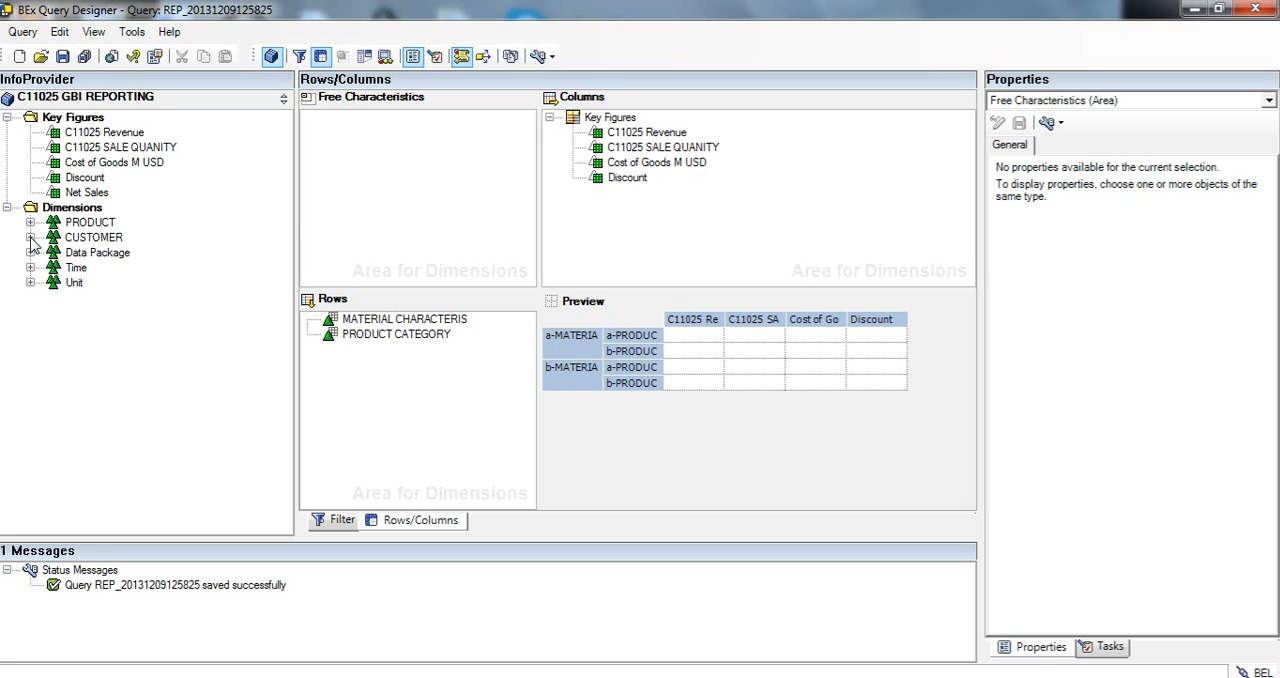 BEx Query Designer - Query: REP_20131209125825
Query Edit View Tools Help
InfoProvider
C11025 GBI REPORTING
Key Figures
C11025 Revenue
C11025 SALE QUANITY
Cost of Goods M USD
Discount
Net Sales
Dimensions
PRODUCT
CUSTOMER
Data Package
Time
Unit
Rows/Columns
Free Characteristics
Area for Dimensions
Columns
Key Figures
C11025 Revenue
C11025 SALE QUANITY
Cost of Goods M USD
Discount
Area for Dimensions
Rows
MATERIAL CHARACTERIS
PRODUCT CATEGORY
Area for Dimensions
Preview
C11025 Re C11025 SA Cost of Go Discount
a-MATERIA a-PRODUC
b-PRODUC
b-MATERIA a-PRODUC
b-PRODUC
Filter Rows/Columns
Properties
Free Characteristics (Area)
General
No properties available for the current selection.
To display properties, choose one or more objects of the
same type.
Properties Tasks
1 Messages
Status Messages
Query REP_20131209125825 saved successfully
BEL